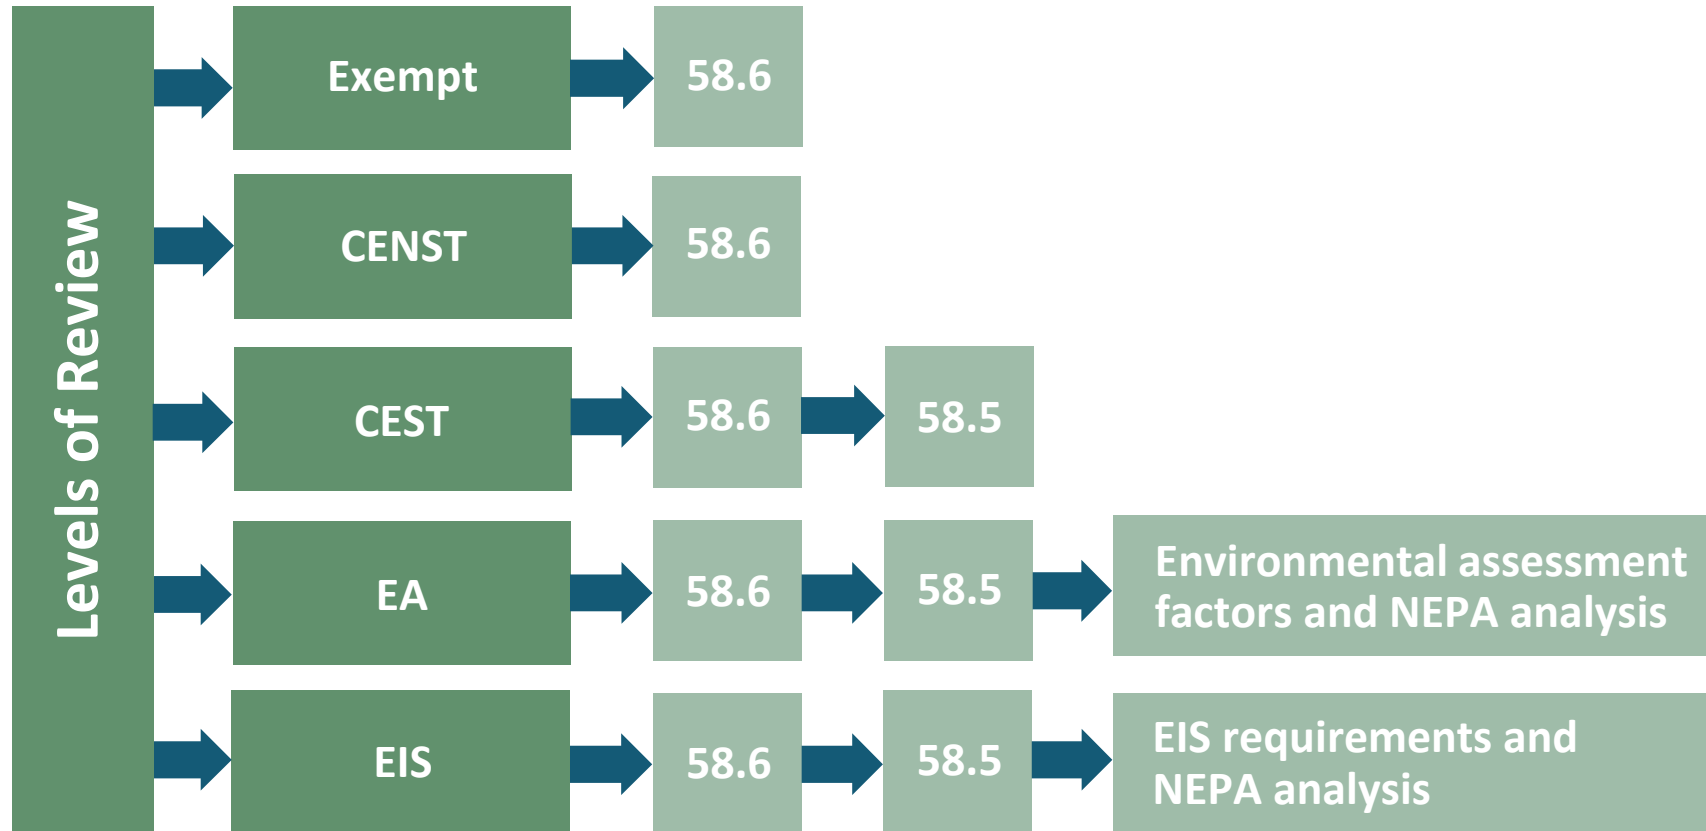 Levels of Review
Exempt
58.6
CENST
58.6
CEST
58.6
58.5
EA
58.6
58.5
Environmental assessment
factors and NEPA analysis
EIS
58.6
58.5
EIS requirements and
NEPA analysis